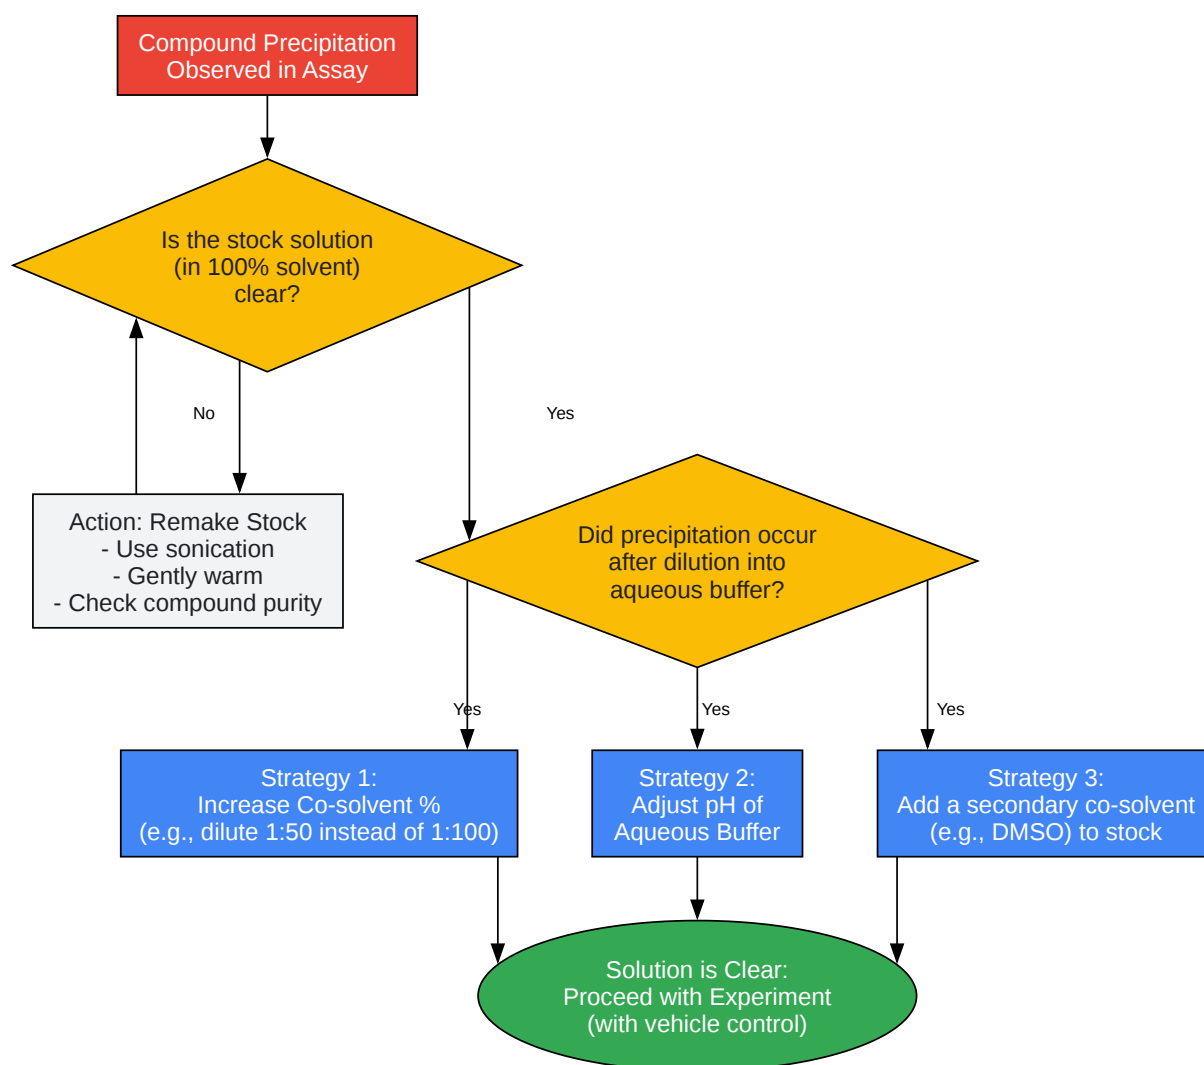 Compound Precipitation
Observed in Assay
Is the stock solution
(in 100% solvent)
clear?
No
Yes
Action: Remake Stock
- Use sonication
- Gently warm
- Check compound purity
Did precipitation occur
after dilution into
aqueous buffer?
Yes
Yes
Yes
Strategy 1:
Increase Co-solvent %
(e.g., dilute 1:50 instead of 1:100)
Strategy 2:
Adjust pH of
Aqueous Buffer
Strategy 3:
Add a secondary co-solvent
(e.g., DMSO) to stock
Solution is Clear:
Proceed with Experiment
(with vehicle control)